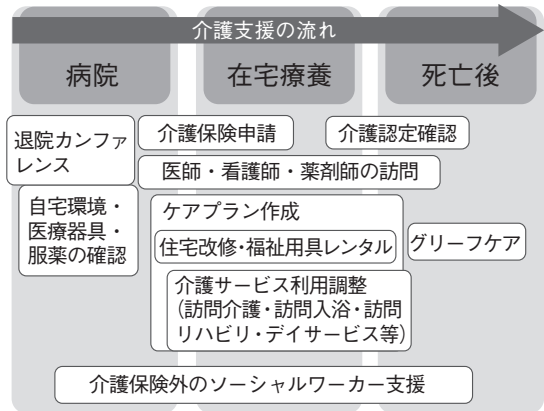 介護支援の流れ
病院
在宅療養
死亡後
退院カンファ
レンス
介護保険申請
介護認定確認
医師・看護師・薬剤師の訪問
自宅環境・
医療器具・
服薬の確認
ケアプラン作成
住宅改修・福祉用具レンタル
グリーフケア
介護サービス利用調整
(訪問介護・訪問入浴・訪問
リハビリ・デイサービス等)
介護保険外のソーシャルワーカー支援